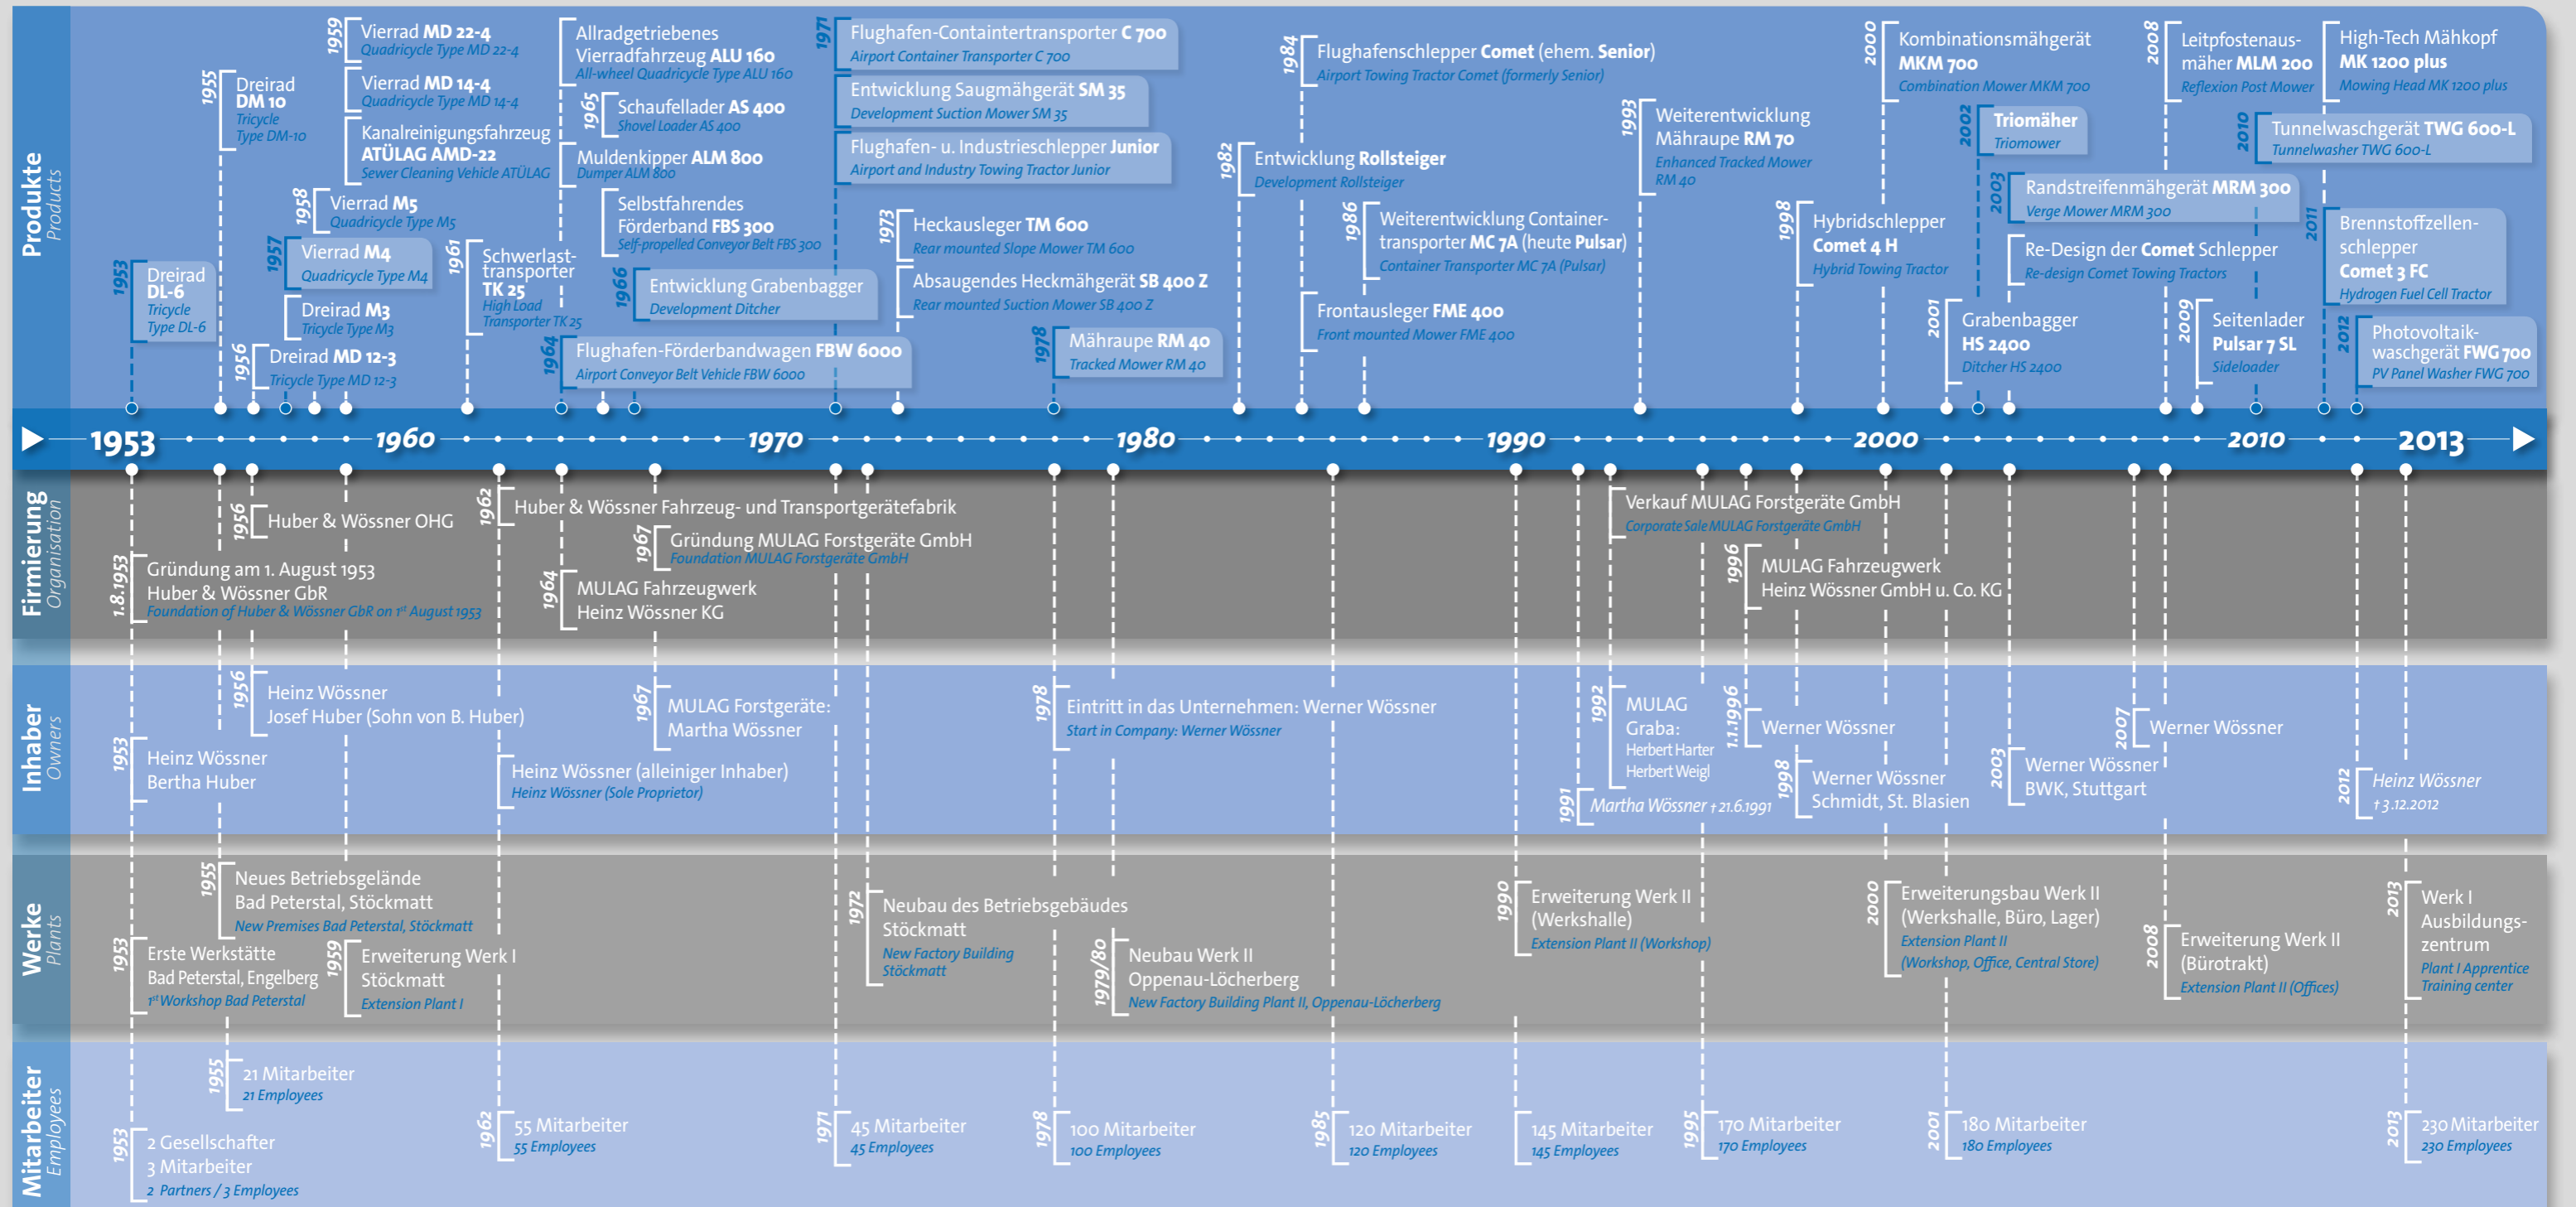 Produkte
Products
1953
Dreirad
DL-6
Tricycle
Type DL-6
1955
Dreirad
DM 10
Tricycle
Type DM-10
1956
Dreirad MD 12-3
Tricycle Type MD 12-3
1957
Vierrad M4
Quadricycle Type M4
Dreirad M3
Tricycle Type M3
1958
Vierrad M5
Quadricycle Type M5
1959
Vierrad MD 22-4
Quadricycle Type MD 22-4
Vierrad MD 14-4
Quadricycle Type MD 14-4
Kanalreinigungsfahrzeug
ATÜLAG AMD-22
Sewer Cleaning Vehicle ATÜLAG
1961
Schwerlast-
transporter
TK 25
High Load
Transporter TK 25
Allradgetriebenes
Vierradfahrzeug ALU 160
All-wheel Quadricycle Type ALU 160
1965
Schaufellader AS 400
Shovel Loader AS 400
Muldenkipper ALM 800
Dumper ALM 800
Selbstfahrendes
Förderband FBS 300
Self-propelled Conveyor Belt FBS 300
1966
Entwicklung Grabenbagger
Development Ditcher
1964
Flughafen-Förderbandwagen FBW 6000
Airport Conveyor Belt Vehicle FBW 6000
1971
Flughafen-Containtertransporter C 700
Airport Container Transporter C 700
Entwicklung Saugmähgerät SM 35
Development Suction Mower SM 35
Flughafen- u. Industrieschlepper Junior
Airport and Industry Towing Tractor Junior
1973
Heckausleger TM 600
Rear mounted Slope Mower TM 600
Absaugendes Heckmähgerät SB 400 Z
Rear mounted Suction Mower SB 400 Z
1978
Mähraupe RM 40
Tracked Mower RM 40
1982
Entwicklung Rollsteiger
Development Rollsteiger
1984
Flughafenschlepper Comet (ehem. Senior)
Airport Towing Tractor Comet (formerly Senior)
1986
Weiterentwicklung Container-
transporter MC 7A (heute Pulsar)
Container Transporter MC 7A (Pulsar)
Frontausleger FME 400
Front mounted Mower FME 400
1993
Weiterentwicklung
Mähraupe RM 70
Enhanced Tracked Mower
RM 40
1998
Hybridschlepper
Comet 4 H
Hybrid Towing Tractor
2000
Kombinationsmähgerät
MKM 700
Combination Mower MKM 700
2001
Grabenbagger
HS 2400
Ditcher HS 2400
2002
Triomäher
Triomower
2003
Randstreifenmähgerät MRM 300
Verge Mower MRM 300
Re-Design der Comet Schlepper
Re-design Comet Towing Tractors
2008
Leitpfostenaus-
mäher MLM 200
Reflexion Post Mower
2009
Seitenlader
Pulsar 7 SL
Sideloader
2010
Tunnelwaschgerät TWG 600-L
Tunnelwasher TWG 600-L
High-Tech Mähkopf
MK 1200 plus
Mowing Head MK 1200 plus
2011
Brennstoffzellen-
schlepper
Comet 3 FC
Hydrogen Fuel Cell Tractor
2012
Photovoltaik-
waschgerät FWG 700
PV Panel Washer FWG 700
1953
1960
1970
1980
1990
2000
2010
2013
Firmierung
Organisation
1.8.1953
Gründung am 1. August 1953
Huber & Wössner GbR
Foundation of Huber & Wössner GbR on 1st August 1953
1956
Huber & Wössner OHG
1962
Huber & Wössner Fahrzeug- und Transportgerätefabrik
1967
Gründung MULAG Forstgeräte GmbH
Foundation MULAG Forstgeräte GmbH
1964
MULAG Fahrzeugwerk
Heinz Wössner KG
Verkauf MULAG Forstgeräte GmbH
Corporate Sale MULAG Forstgeräte GmbH
1996
MULAG Fahrzeugwerk
Heinz Wössner GmbH u. Co. KG
Inhaber
Owners
1953
Heinz Wössner
Bertha Huber
1956
Heinz Wössner
Josef Huber (Sohn von B. Huber)
Heinz Wössner (alleiniger Inhaber)
Heinz Wössner (Sole Proprietor)
1967
MULAG Forstgeräte:
Martha Wössner
1978
Eintritt in das Unternehmen: Werner Wössner
Start in Company: Werner Wössner
1991
Martha Wössner † 21.6.1991
1992
MULAG
Graba:
Herbert Harter
Herbert Weigl
1.1.1996
Werner Wössner
1998
Werner Wössner
Schmidt, St. Blasien
2003
Werner Wössner
BWK, Stuttgart
2007
Werner Wössner
2012
Heinz Wössner
† 3.12.2012
Werke
Plants
1953
Erste Werkstätte
Bad Peterstal, Engelberg
1st Workshop Bad Peterstal
1955
Neues Betriebsgelände
Bad Peterstal, Stöckmatt
New Premises Bad Peterstal, Stöckmatt
1959
Erweiterung Werk I
Stöckmatt
Extension Plant I
1972
Neubau des Betriebsgebäudes
Stöckmatt
New Factory Building
Stöckmatt
1979/80
Neubau Werk II
Oppenau-Löcherberg
New Factory Building Plant II, Oppenau-Löcherberg
1990
Erweiterung Werk II
(Werkshalle)
Extension Plant II (Workshop)
2000
Erweiterungsbau Werk II
(Werkshalle, Büro, Lager)
Extension Plant II
(Workshop, Office, Central Store)
2008
Erweiterung Werk II
(Bürotrakt)
Extension Plant II (Offices)
2013
Werk I
Ausbildungs-
zentrum
Plant I Apprentice
Training center
Mitarbeiter
Employees
1953
2 Gesellschafter
3 Mitarbeiter
2 Partners / 3 Employees
1955
21 Mitarbeiter
21 Employees
1962
55 Mitarbeiter
55 Employees
1971
45 Mitarbeiter
45 Employees
1978
100 Mitarbeiter
100 Employees
1985
120 Mitarbeiter
120 Employees
145 Mitarbeiter
145 Employees
1995
170 Mitarbeiter
170 Employees
2001
180 Mitarbeiter
180 Employees
2013
230 Mitarbeiter
230 Employees